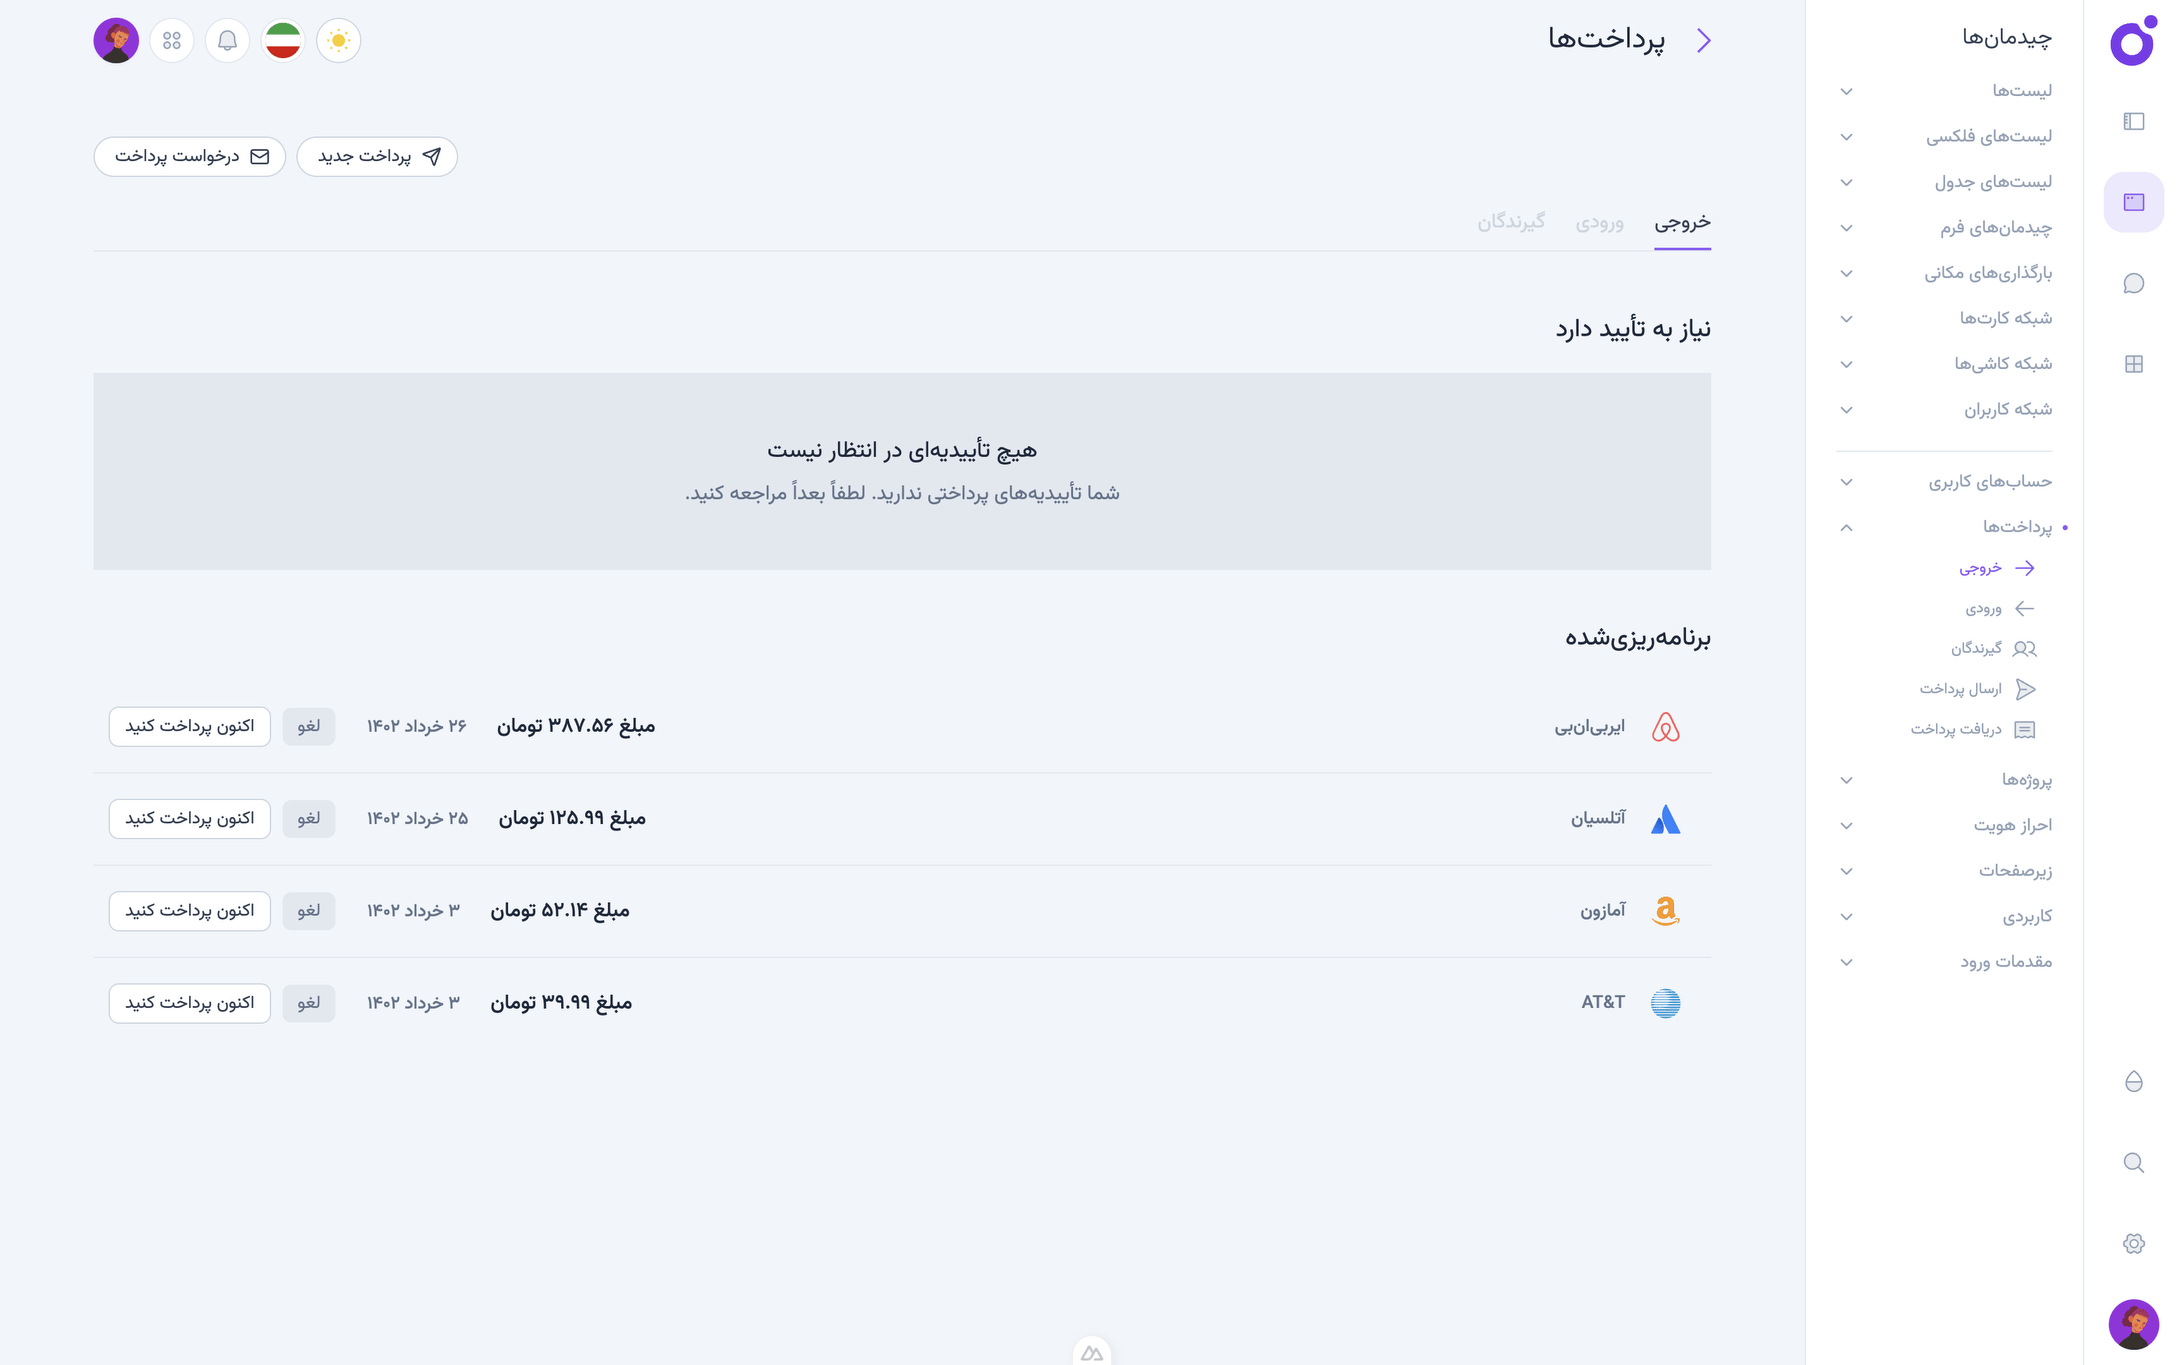 چیدمان‌ها
لیست‌ها
لیست‌های فلکسی
لیست‌های جدول
چیدمان‌های فرم
بارگذاری‌های مکانی
شبکه کارت‌ها
شبکه کاشی‌ها
شبکه کاربران
حساب‌های کاربری
پرداخت‌ها
خروجی
ورودی
گیرندگان
ارسال پرداخت
دریافت پرداخت
پروژه‌ها
احراز هویت
زیرصفحات
کاربردی
مقدمات ورود
پرداخت‌ها
پرداخت جدید
درخواست پرداخت
خروجی ورودی گیرندگان
نیاز به تأیید دارد
هیچ تأییدیه‌ای در انتظار نیست
شما تأییدیه‌های پرداختی ندارید. لطفاً بعداً مراجعه کنید.
برنامه‌ریزی‌شده
ایربی‌ان‌بی مبلغ ۳۸۷.۵۶ تومان ۲۶ خرداد ۱۴۰۲ لغو اکنون پرداخت کنید
آتلسیان مبلغ ۱۲۵.۹۹ تومان ۲۵ خرداد ۱۴۰۲ لغو اکنون پرداخت کنید
آمازون مبلغ ۵۲.۱۴ تومان ۳ خرداد ۱۴۰۲ لغو اکنون پرداخت کنید
AT&T مبلغ ۳۹.۹۹ تومان ۳ خرداد ۱۴۰۲ لغو اکنون پرداخت کنید